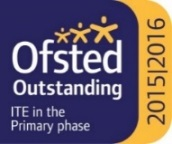 Ofsted
Outstanding
ITE in the
Primary phase
2015|2016